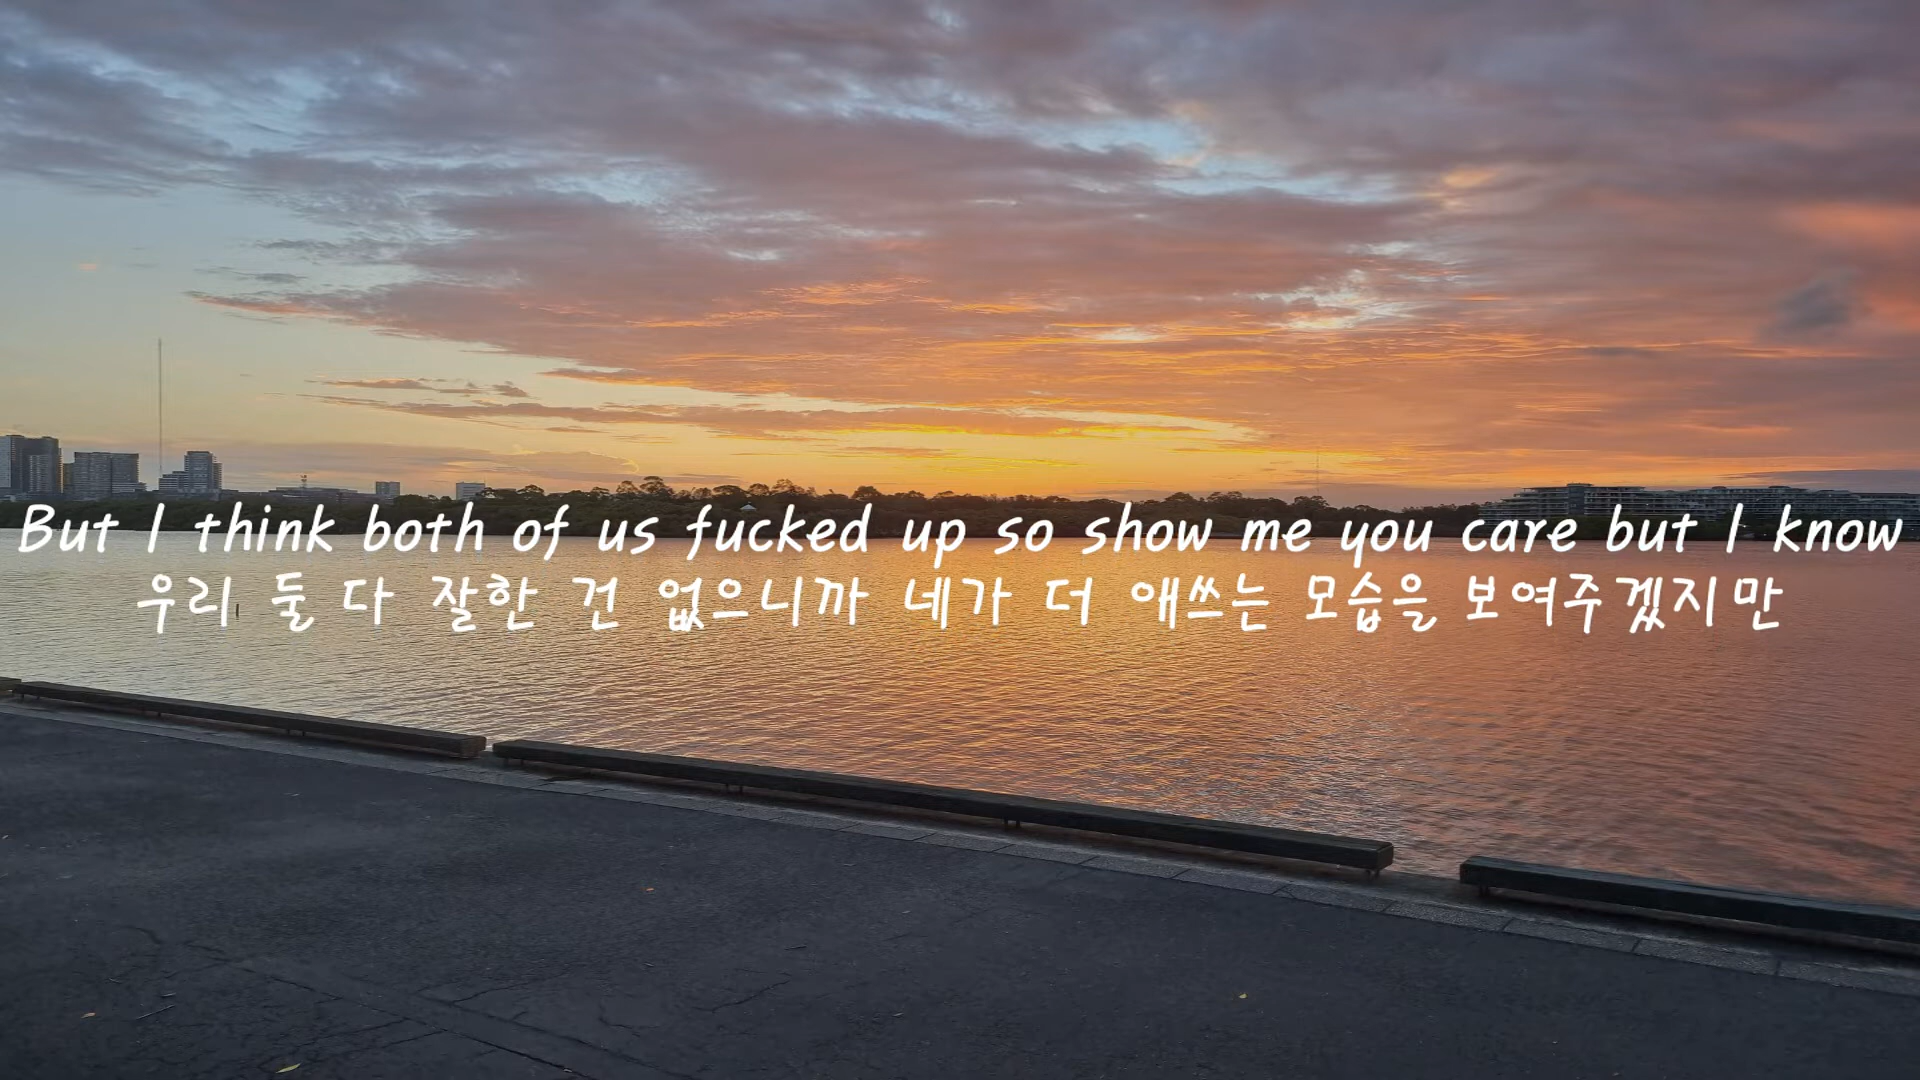 But I think both of us fucked up so show me you care but I know
우리 둘 다 잘한 건 없으니까 네가 더 애쓰는 모습을 보여주겠지만